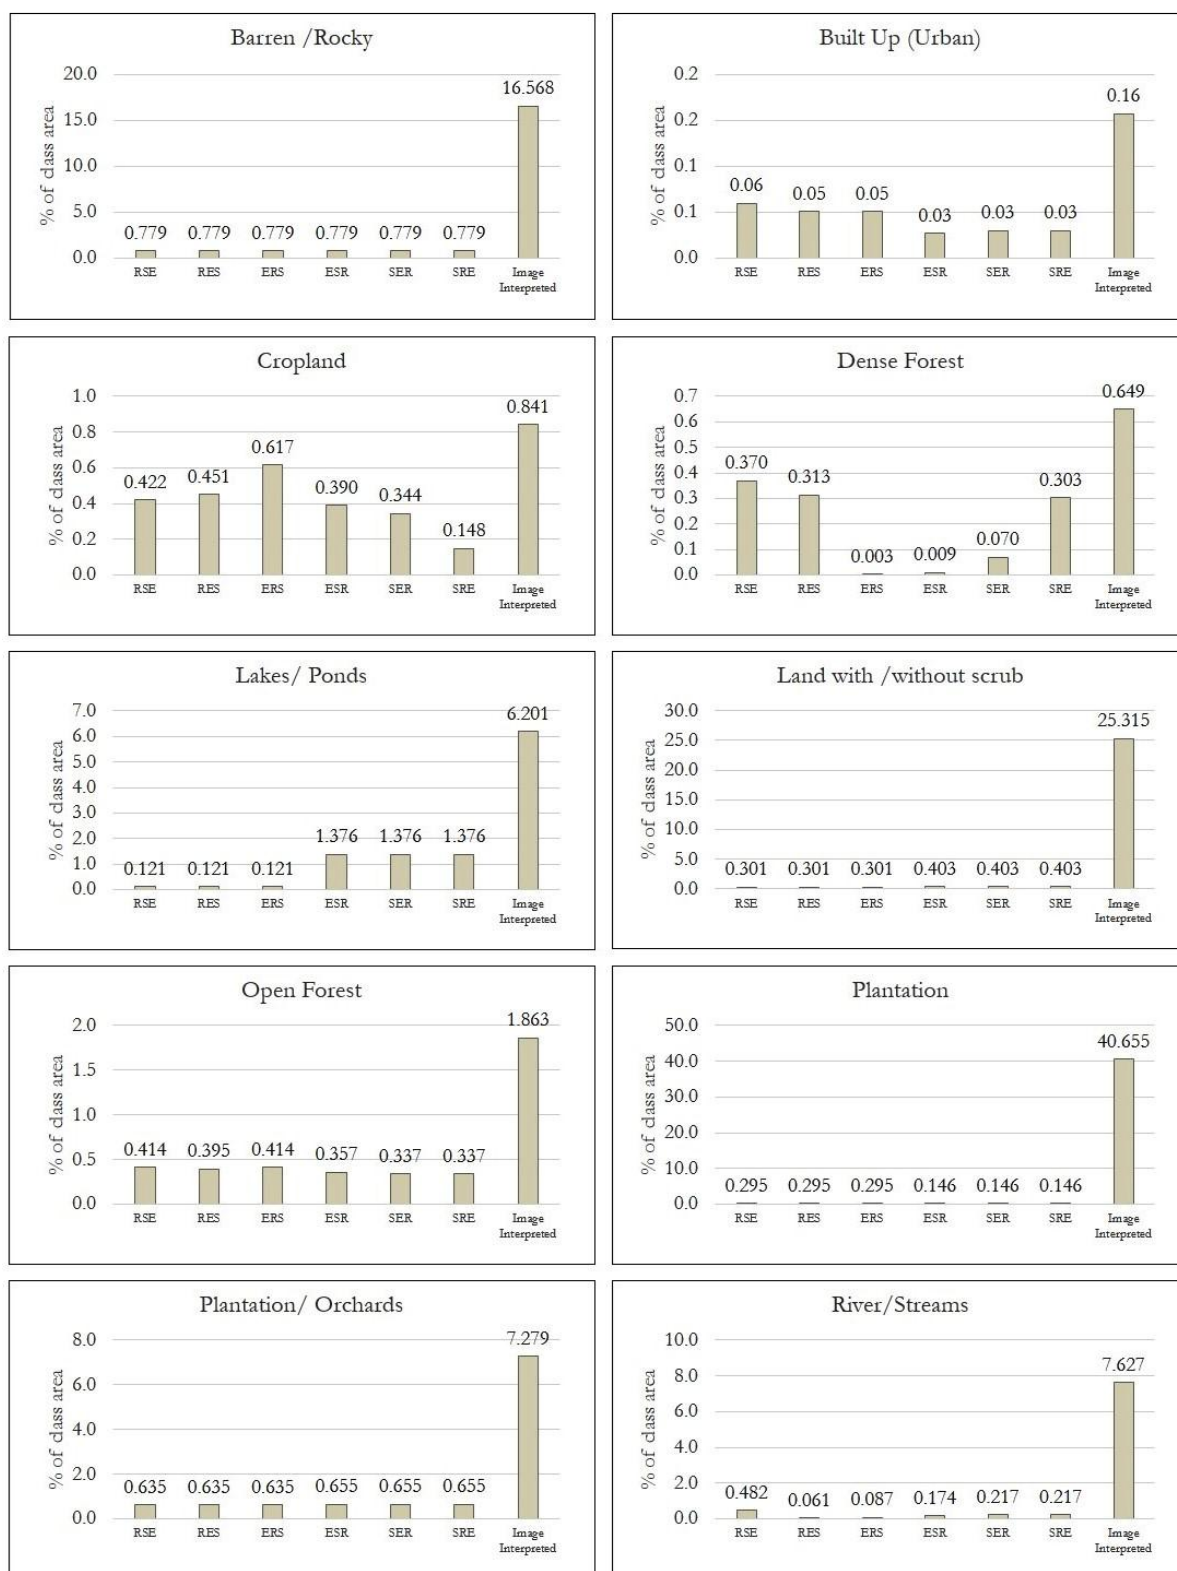 Barren /Rocky
% of class area
20.0
15.0
10.0
5.0
0.0
16.568
0.779 0.779 0.779 0.779 0.779 0.779
RSE RES ERS ESR SER SRE Image
Interpreted
Built Up (Urban)
% of class area
0.2
0.2
0.1
0.1
0.0
0.16
0.06 0.05 0.05 0.03 0.03 0.03
RSE RES ERS ESR SER SRE Image
Interpreted
Cropland
% of class area
1.0
0.8
0.6
0.4
0.2
0.0
0.422 0.451 0.617 0.390 0.344 0.148 0.841
RSE RES ERS ESR SER SRE Image
Interpreted
Dense Forest
% of class area
0.7
0.6
0.5
0.4
0.3
0.2
0.1
0.0
0.370 0.313 0.003 0.009 0.070 0.303 0.649
RSE RES ERS ESR SER SRE Image
Interpreted
Lakes/ Ponds
% of class area
7.0
6.0
5.0
4.0
3.0
2.0
1.0
0.0
0.121 0.121 0.121 1.376 1.376 1.376 6.201
RSE RES ERS ESR SER SRE Image
Interpreted
Land with /without scrub
% of class area
30.0
25.0
20.0
15.0
10.0
5.0
0.0
0.301 0.301 0.301 0.403 0.403 0.403 25.315
RSE RES ERS ESR SER SRE Image
Interpreted
Open Forest
% of class area
2.0
1.5
1.0
0.5
0.0
0.414 0.395 0.414 0.357 0.337 0.337 1.863
RSE RES ERS ESR SER SRE Image
Interpreted
Plantation
% of class area
50.0
40.0
30.0
20.0
10.0
0.0
0.295 0.295 0.295 0.146 0.146 0.146 40.655
RSE RES ERS ESR SER SRE Image
Interpreted
Plantation/ Orchards
% of class area
8.0
6.0
4.0
2.0
0.0
0.635 0.635 0.635 0.655 0.655 0.655 7.279
RSE RES ERS ESR SER SRE Image
Interpreted
River/Streams
% of class area
10.0
8.0
6.0
4.0
2.0
0.0
0.482 0.061 0.087 0.174 0.217 0.217 7.627
RSE RES ERS ESR SER SRE Image
Interpreted